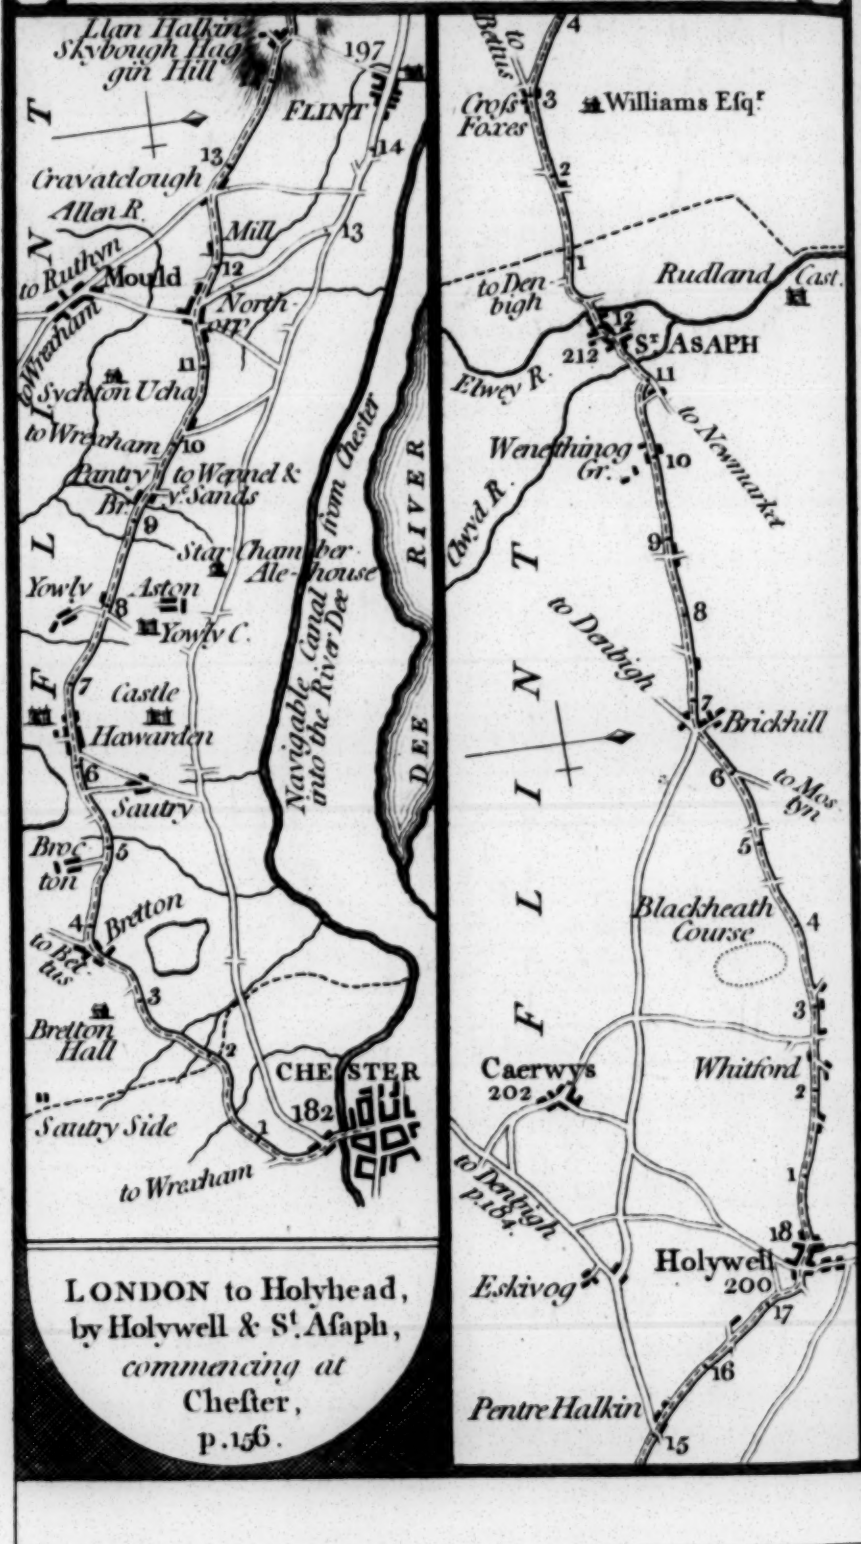 Llan Halkin
Skybough Hag
gin Hill
197
FLINT
14
13
Cravatclough
Allen R.
Mill
13
to Ruthyn
Mould
12
North-
op
to Wrexham
11
Sychton Ucha
to Wrexham
10
Pantry
Br.
to Weppel &
yᵉ Sands
9
Star Chamber
Ale-house
Yowly
Aston
8
Yowly C.
7
Castle
Hawarden
6
Sautry
5
Broc
ton
4
Bretton
to Bel-
tus
3
Bretton
Hall
2
CHESTER
182
Sautry Side
1
to Wrexham
Navigable Canal from Chester
into the River Dee
RIVER
DEE
FLINT
LONDON to Holyhead,
by Holywell & Sᵗ. Aſaph,
commencing at
Cheſter,
p.156.
4
to
Bettus
3
Croſs
Foxes
Williams Eſqʳ.
2
1
to Den-
bigh
Rudland Cast.
12
212
Sᵗ. ASAPH
Elwey R.
11
to Newmarket
10
Gr.
Clwyd R.
9
8
to Denbigh
7
Brickhill
6
to Mos
tyn
5
Blackheath
Course
4
3
Caerwys
202
Whitford
2
to Denbigh
p.184.
1
18
Holywell
200
Eskivog
17
16
Pentre Halkin
15
FLINT